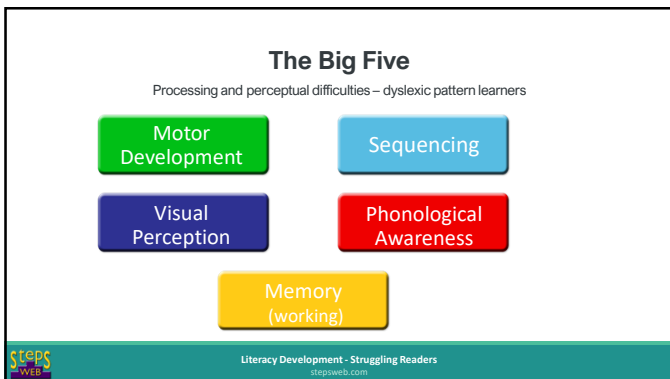 The Big Five
Processing and perceptual difficulties – dyslexic pattern learners
Motor
Development
Sequencing
Visual
Perception
Phonological
Awareness
Memory
(working)
Steps
WEB
Literacy Development - Struggling Readers
stepsweb.com